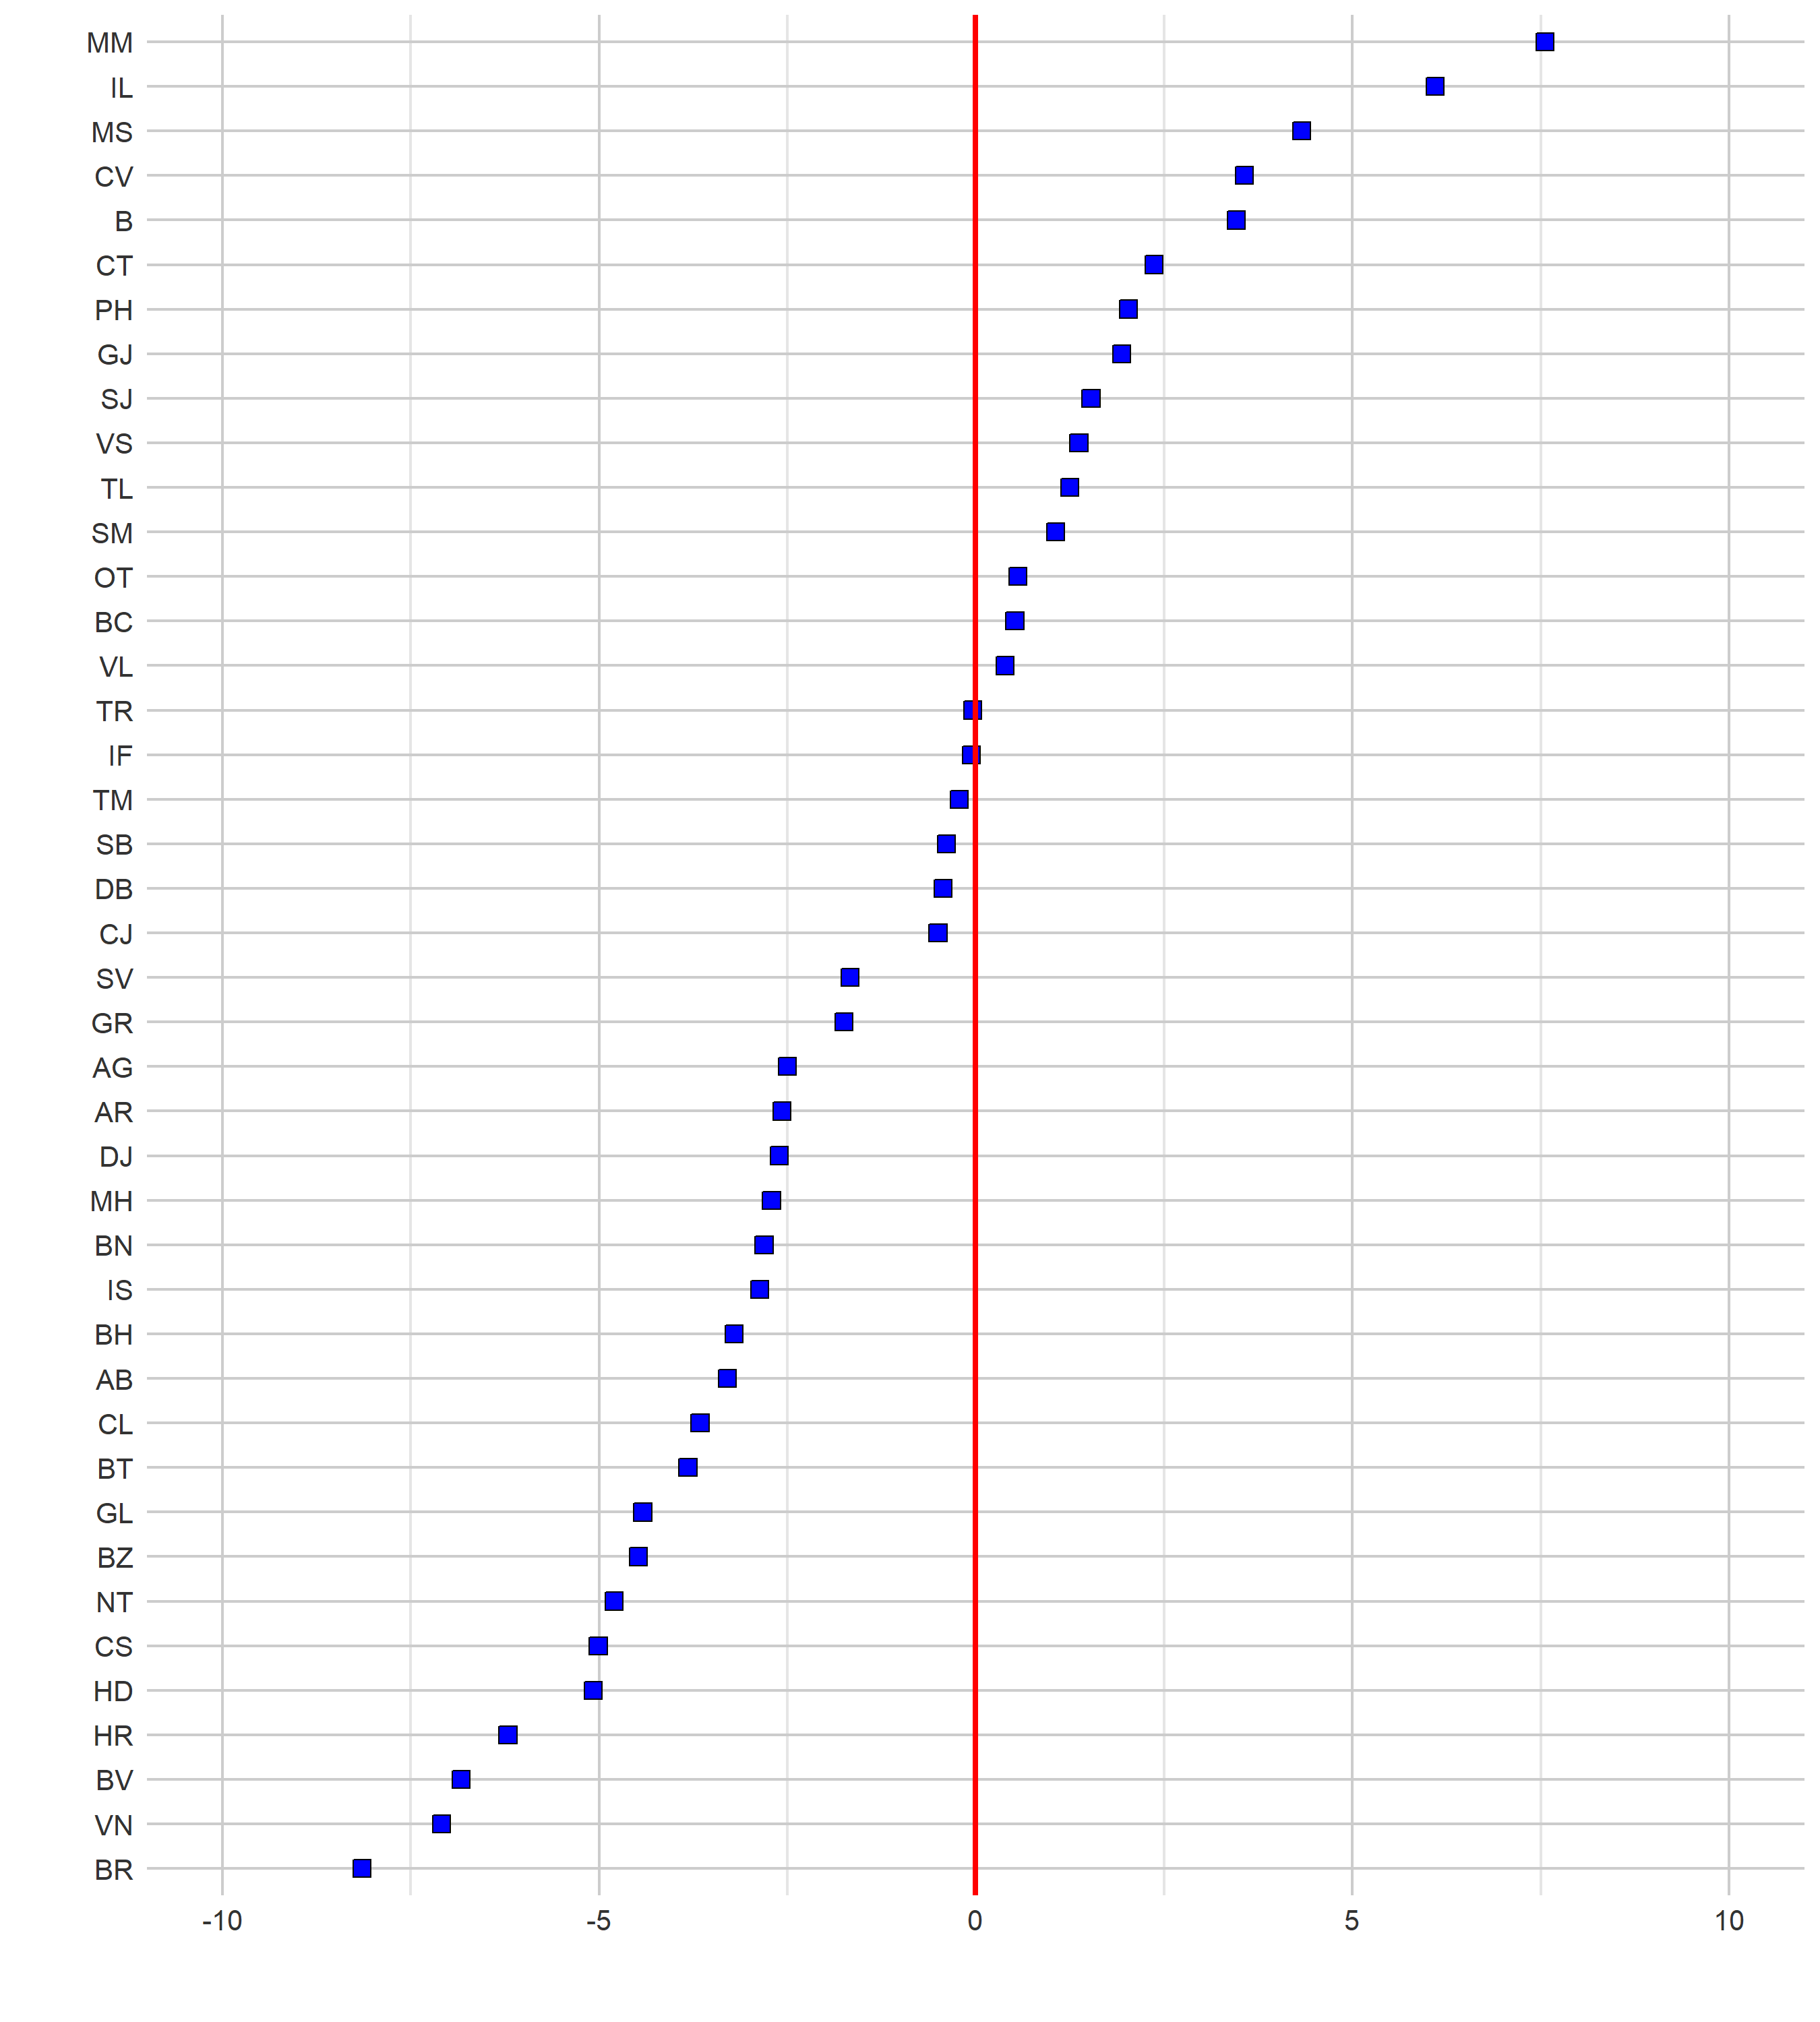 MM
IL
MS
CV
B
CT
PH
GJ
SJ
VS
TL
SM
OT
BC
VL
TR
IF
TM
SB
DB
CJ
SV
GR
AG
AR
DJ
MH
BN
IS
BH
AB
CL
BT
GL
BZ
NT
CS
HD
HR
BV
VN
BR
-10 -5 0 5 10